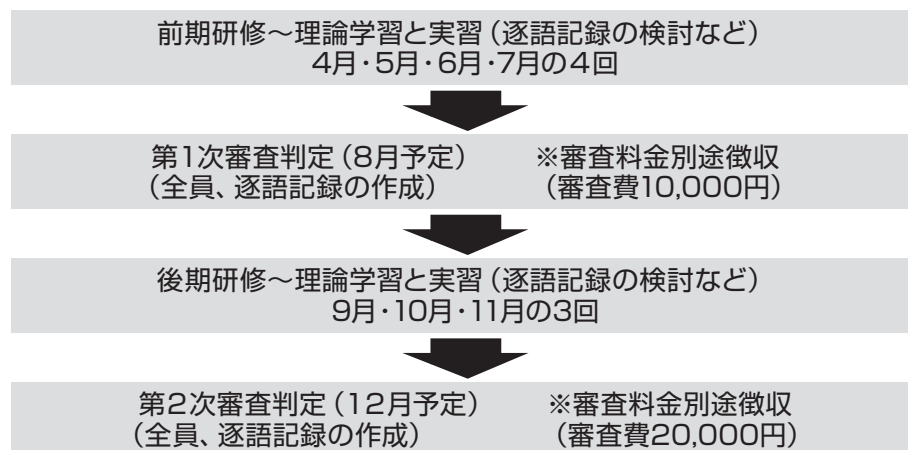 前期研修～理論学習と実習（逐語記録の検討など）
4月･5月･6月･7月の4回
第1次審査判定（8月予定） ※審査料金別途徴収
（全員、逐語記録の作成） （審査費10,000円）
後期研修～理論学習と実習（逐語記録の検討など）
9月･10月･11月の3回
第2次審査判定（12月予定） ※審査料金別途徴収
（全員、逐語記録の作成） （審査費20,000円）